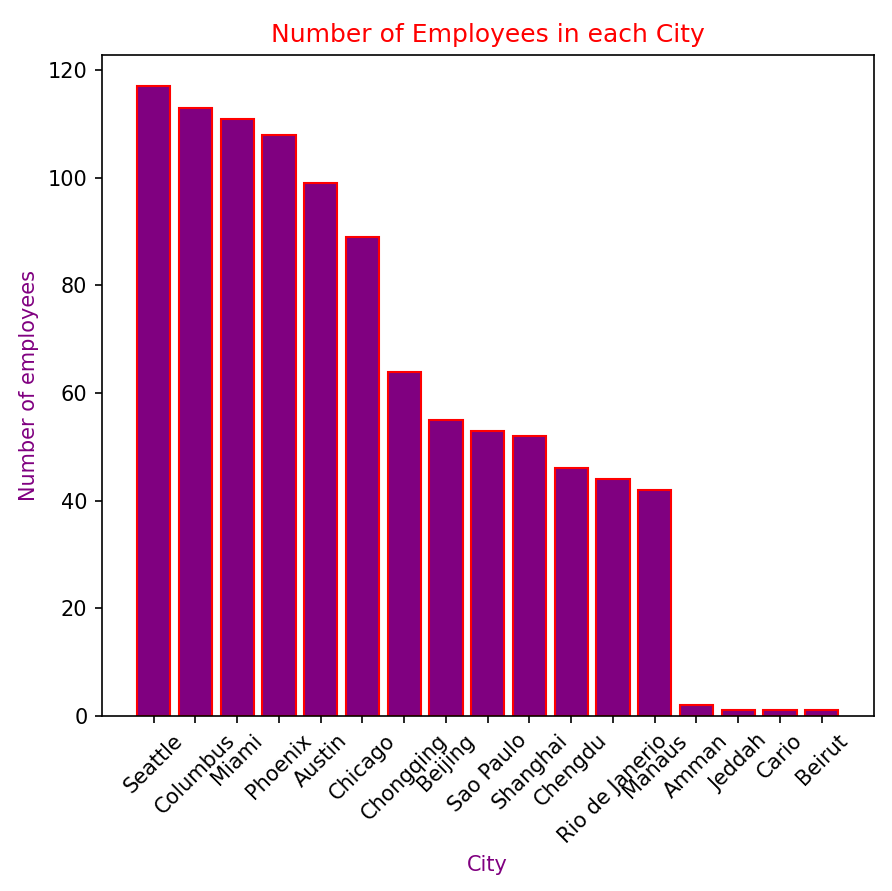 Number of Employees in each City
Number of employees
120
100
80
60
40
20
0
Seattle
Columbus
Miami
Phoenix
Austin
Chicago
Chongqing
Beijing
Sao Paulo
Shanghai
Chengdu
Rio de Janerio
Manaus
Amman
Jeddah
Cario
Beirut
City